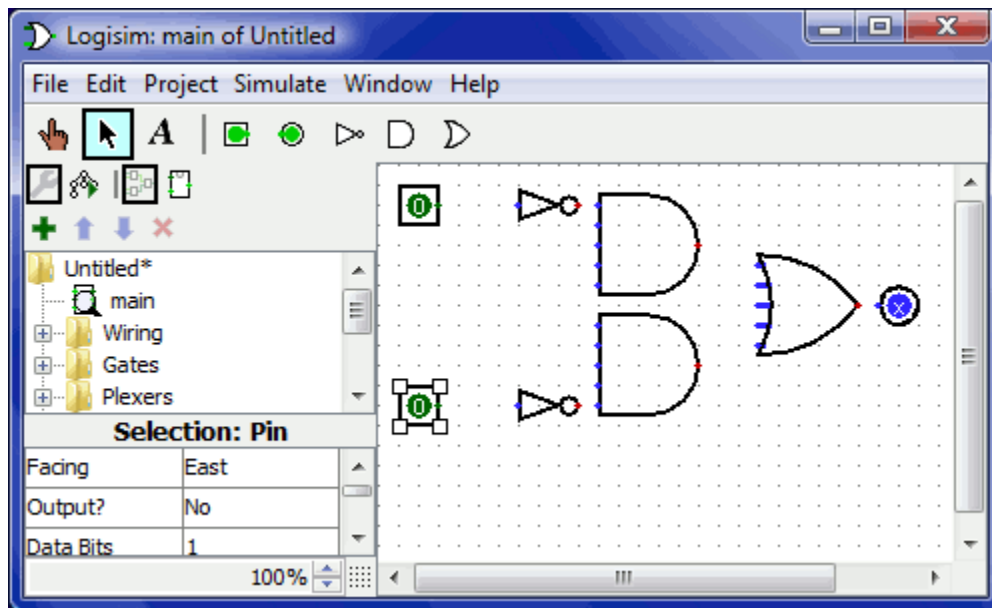 Logisim: main of Untitled
File Edit Project Simulate Window Help
A
Untitled*
main
Wiring
Gates
Plexers
Selection: Pin
Facing East
Output? No
Data Bits 1
100%
0
x
0